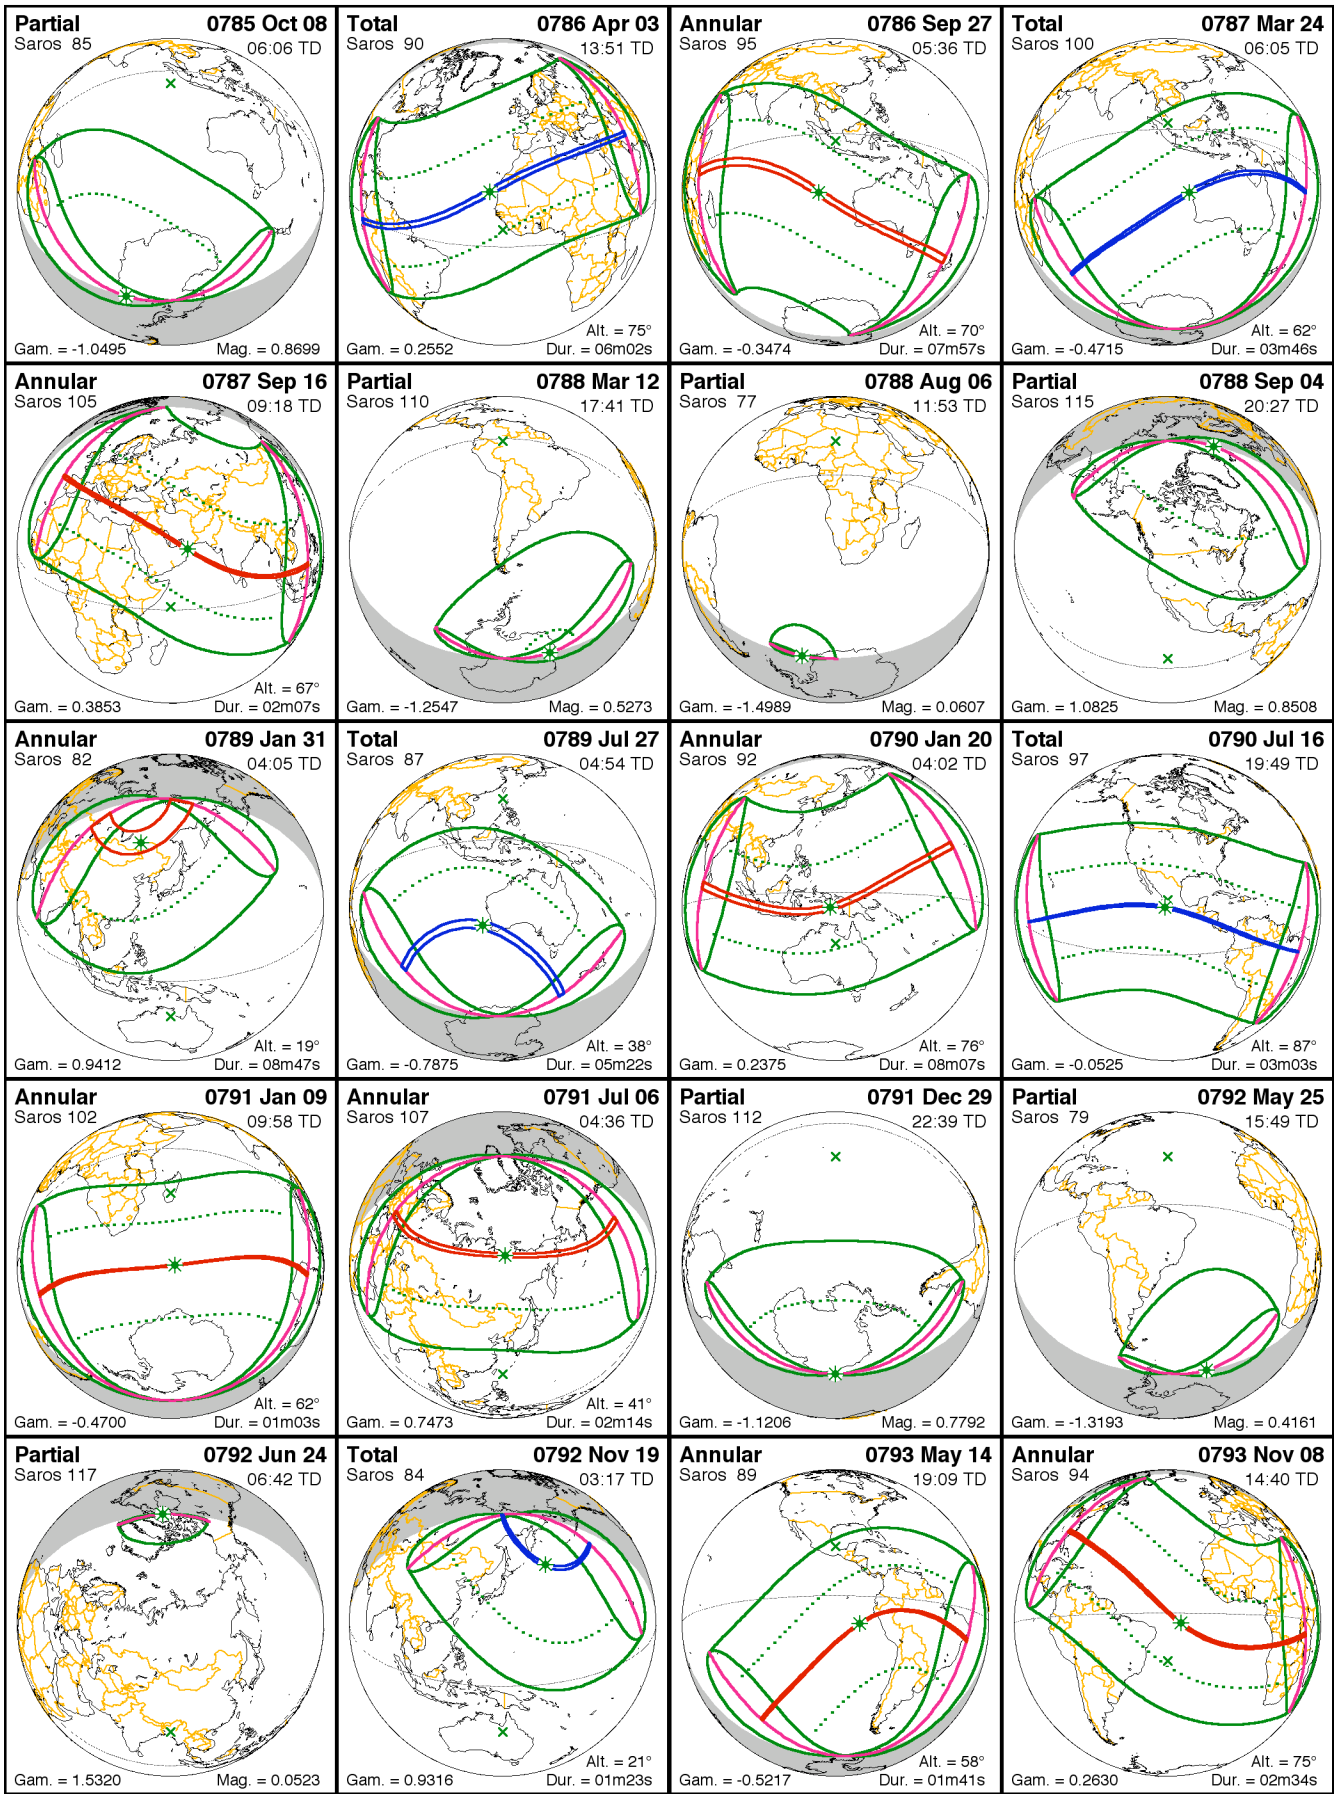 Partial 0785 Oct 08
Saros 85 06:06 TD
Gam. = -1.0495 Mag. = 0.8699
Total 0786 Apr 03
Saros 90 13:51 TD
Alt. = 75°
Gam. = 0.2552 Dur. = 06m02s
Annular 0786 Sep 27
Saros 95 05:36 TD
Alt. = 70°
Gam. = -0.3474 Dur. = 07m57s
Total 0787 Mar 24
Saros 100 06:05 TD
Alt. = 62°
Gam. = -0.4715 Dur. = 03m46s
Annular 0787 Sep 16
Saros 105 09:18 TD
Alt. = 67°
Gam. = 0.3853 Dur. = 02m07s
Partial 0788 Mar 12
Saros 110 17:41 TD
Gam. = -1.2547 Mag. = 0.5273
Partial 0788 Aug 06
Saros 77 11:53 TD
Gam. = -1.4989 Mag. = 0.0607
Partial 0788 Sep 04
Saros 115 20:27 TD
Gam. = 1.0825 Mag. = 0.8508
Annular 0789 Jan 31
Saros 82 04:05 TD
Alt. = 19°
Gam. = 0.9412 Dur. = 08m47s
Total 0789 Jul 27
Saros 87 04:54 TD
Alt. = 38°
Gam. = -0.7875 Dur. = 05m22s
Annular 0790 Jan 20
Saros 92 04:02 TD
Alt. = 76°
Gam. = 0.2375 Dur. = 08m07s
Total 0790 Jul 16
Saros 97 19:49 TD
Alt. = 87°
Gam. = -0.0525 Dur. = 03m03s
Annular 0791 Jan 09
Saros 102 09:58 TD
Alt. = 62°
Gam. = -0.4700 Dur. = 01m03s
Annular 0791 Jul 06
Saros 107 04:36 TD
Alt. = 41°
Gam. = 0.7473 Dur. = 02m14s
Partial 0791 Dec 29
Saros 112 22:39 TD
Gam. = -1.1206 Mag. = 0.7792
Partial 0792 May 25
Saros 79 15:49 TD
Gam. = -1.3193 Mag. = 0.4161
Partial 0792 Jun 24
Saros 117 06:42 TD
Gam. = 1.5320 Mag. = 0.0523
Total 0792 Nov 19
Saros 84 03:17 TD
Alt. = 21°
Gam. = 0.9316 Dur. = 01m23s
Annular 0793 May 14
Saros 89 19:09 TD
Alt. = 58°
Gam. = -0.5217 Dur. = 01m41s
Annular 0793 Nov 08
Saros 94 14:40 TD
Alt. = 75°
Gam. = 0.2630 Dur. = 02m34s